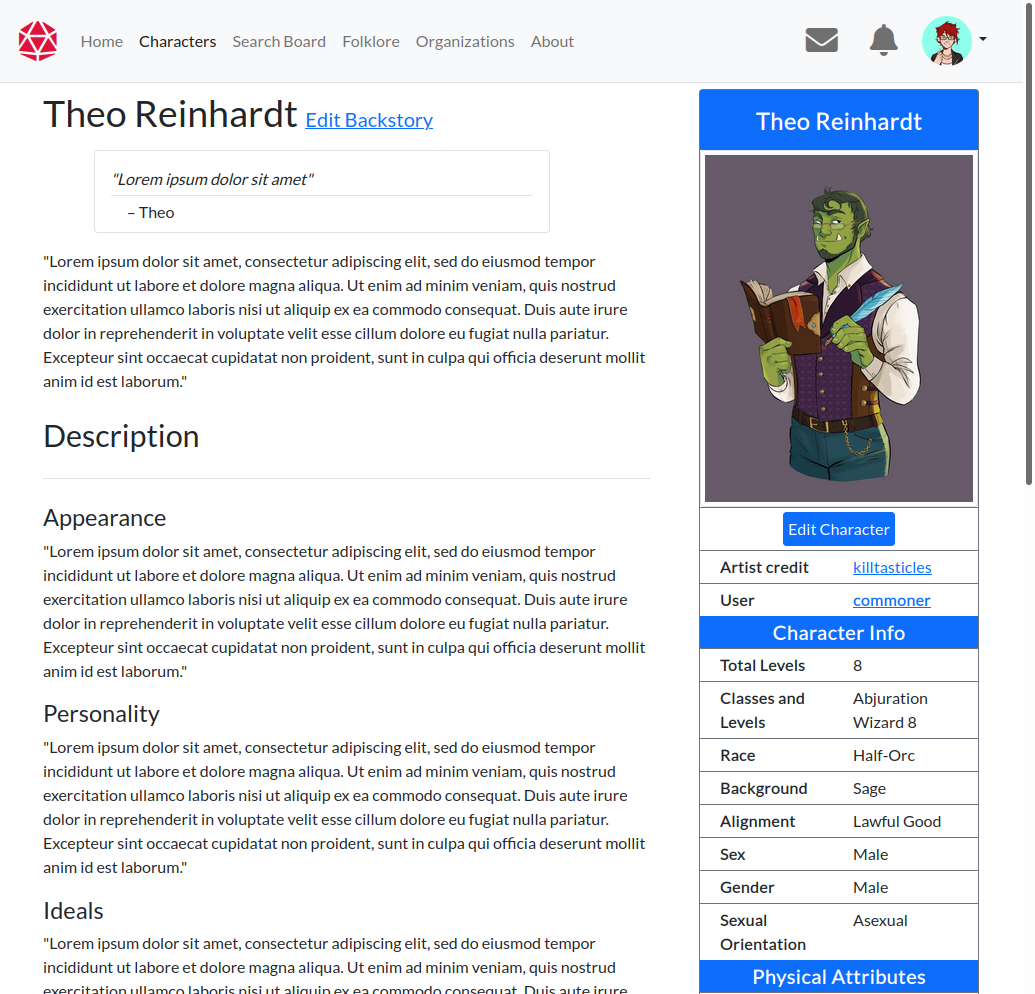 Home Characters Search Board Folklore Organizations About
Theo Reinhardt Edit Backstory
"Lorem ipsum dolor sit amet"
– Theo
"Lorem ipsum dolor sit amet, consectetur adipiscing elit, sed do eiusmod tempor
incididunt ut labore et dolore magna aliqua. Ut enim ad minim veniam, quis nostrud
exercitation ullamco laboris nisi ut aliquip ex ea commodo consequat. Duis aute irure
dolor in reprehenderit in voluptate velit esse cillum dolore eu fugiat nulla pariatur.
Excepteur sint occaecat cupidatat non proident, sunt in culpa qui officia deserunt mollit
anim id est laborum."
Description
Appearance
"Lorem ipsum dolor sit amet, consectetur adipiscing elit, sed do eiusmod tempor
incididunt ut labore et dolore magna aliqua. Ut enim ad minim veniam, quis nostrud
exercitation ullamco laboris nisi ut aliquip ex ea commodo consequat. Duis aute irure
dolor in reprehenderit in voluptate velit esse cillum dolore eu fugiat nulla pariatur.
Excepteur sint occaecat cupidatat non proident, sunt in culpa qui officia deserunt mollit
anim id est laborum."
Personality
"Lorem ipsum dolor sit amet, consectetur adipiscing elit, sed do eiusmod tempor
incididunt ut labore et dolore magna aliqua. Ut enim ad minim veniam, quis nostrud
exercitation ullamco laboris nisi ut aliquip ex ea commodo consequat. Duis aute irure
dolor in reprehenderit in voluptate velit esse cillum dolore eu fugiat nulla pariatur.
Excepteur sint occaecat cupidatat non proident, sunt in culpa qui officia deserunt mollit
anim id est laborum."
Ideals
"Lorem ipsum dolor sit amet, consectetur adipiscing elit, sed do eiusmod tempor
incididunt ut labore et dolore magna aliqua. Ut enim ad minim veniam, quis nostrud
exercitation ullamco laboris nisi ut aliquip ex ea commodo consequat. Duis aute irure
Theo Reinhardt
Edit Character
Artist credit killtasticles
User commoner
Character Info
Total Levels 8
Classes and Abjuration
Levels Wizard 8
Race Half-Orc
Background Sage
Alignment Lawful Good
Sex Male
Gender Male
Sexual Asexual
Orientation
Physical Attributes